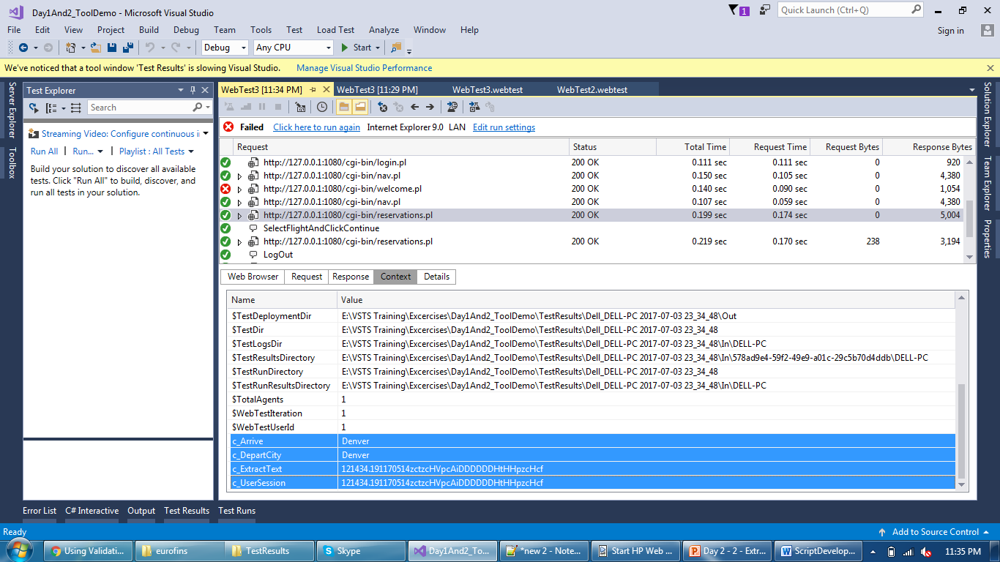 Day1And2_ToolDemo - Microsoft Visual Studio
1
Quick Launch (Ctrl+Q)
File Edit View Project Build Debug Team Tools Test Load Test Analyze Window Help
Sign in
Debug Any CPU Start
We've noticed that a tool window 'Test Results' is slowing Visual Studio. Manage Visual Studio Performance
Server Explorer
Toolbox
Test Explorer
Search
Streaming Video: Configure continuous i
Run All Run... Playlist : All Tests
Build your solution to discover all available
tests. Click "Run All" to build, discover, and
run all tests in your solution.
WebTest3 [11:34 PM] WebTest3 [11:29 PM] WebTest3.webtest WebTest2.webtest
Failed Click here to run again Internet Explorer 9.0 LAN Edit run settings
Request Status Total Time Request Time Request Bytes Response Bytes
http://127.0.0.1:1080/cgi-bin/login.pl 200 OK 0.111 sec 0.111 sec 0 920
http://127.0.0.1:1080/cgi-bin/nav.pl 200 OK 0.150 sec 0.105 sec 0 4,380
http://127.0.0.1:1080/cgi-bin/welcome.pl 200 OK 0.140 sec 0.090 sec 0 1,054
http://127.0.0.1:1080/cgi-bin/nav.pl 200 OK 0.107 sec 0.059 sec 0 4,380
http://127.0.0.1:1080/cgi-bin/reservations.pl 200 OK 0.199 sec 0.174 sec 0 5,004
SelectFlightAndClickContinue
http://127.0.0.1:1080/cgi-bin/reservations.pl 200 OK 0.219 sec 0.170 sec 238 3,194
LogOut
Web Browser Request Response Context Details
Name Value
$TestDeploymentDir E:\VSTS Training\Excercises\Day1And2_ToolDemo\TestResults\Dell_DELL-PC 2017-07-03 23_34_48\Out
$TestDir E:\VSTS Training\Excercises\Day1And2_ToolDemo\TestResults\Dell_DELL-PC 2017-07-03 23_34_48
$TestLogsDir E:\VSTS Training\Excercises\Day1And2_ToolDemo\TestResults\Dell_DELL-PC 2017-07-03 23_34_48\In\DELL-PC
$TestResultsDirectory E:\VSTS Training\Excercises\Day1And2_ToolDemo\TestResults\Dell_DELL-PC 2017-07-03 23_34_48\In\578ad9e4-59f2-49e9-a01c-29c5b70d4ddb\DELL-PC
$TestRunDirectory E:\VSTS Training\Excercises\Day1And2_ToolDemo\TestResults\Dell_DELL-PC 2017-07-03 23_34_48
$TestRunResultsDirectory E:\VSTS Training\Excercises\Day1And2_ToolDemo\TestResults\Dell_DELL-PC 2017-07-03 23_34_48\In\DELL-PC
$TotalAgents 1
$WebTestIteration 1
$WebTestUserId 1
c_Arrive Denver
c_DepartCity Denver
c_ExtractText 121434.191170514zctzcHVpcAiDDDDDDHtHHpzcHcf
c_UserSession 121434.191170514zctzcHVpcAiDDDDDDHtHHpzcHcf
Solution Explorer
Team Explorer
Properties
Error List C# Interactive Output Test Results Test Runs
Ready
Add to Source Control
Using Validati... eurofins TestResults Skype Day1And2_To... *new 2 - Note... Start HP Web ... Day 2 - 2 - Extr... ScriptDevelop... 11:35 PM